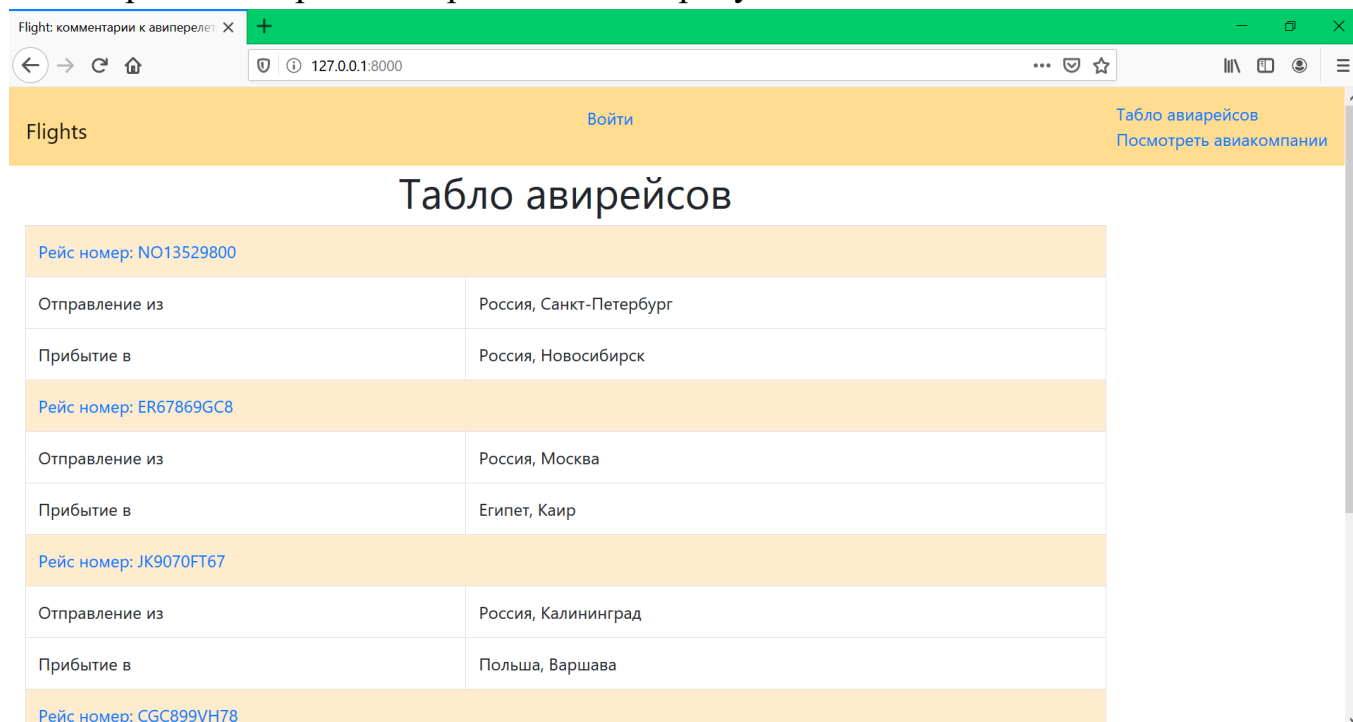 Flight: комментарии к авиперелет
127.0.0.1:8000
Flights
Войти
Табло авиарейсов
Посмотреть авиакомпании
Табло авирейсов
Рейс номер: NO13529800
Отправление из Россия, Санкт-Петербург
Прибытие в Россия, Новосибирск
Рейс номер: ER67869GC8
Отправление из Россия, Москва
Прибытие в Египет, Каир
Рейс номер: JK9070FT67
Отправление из Россия, Калининград
Прибытие в Польша, Варшава
Рейс номер: CGC899VH78